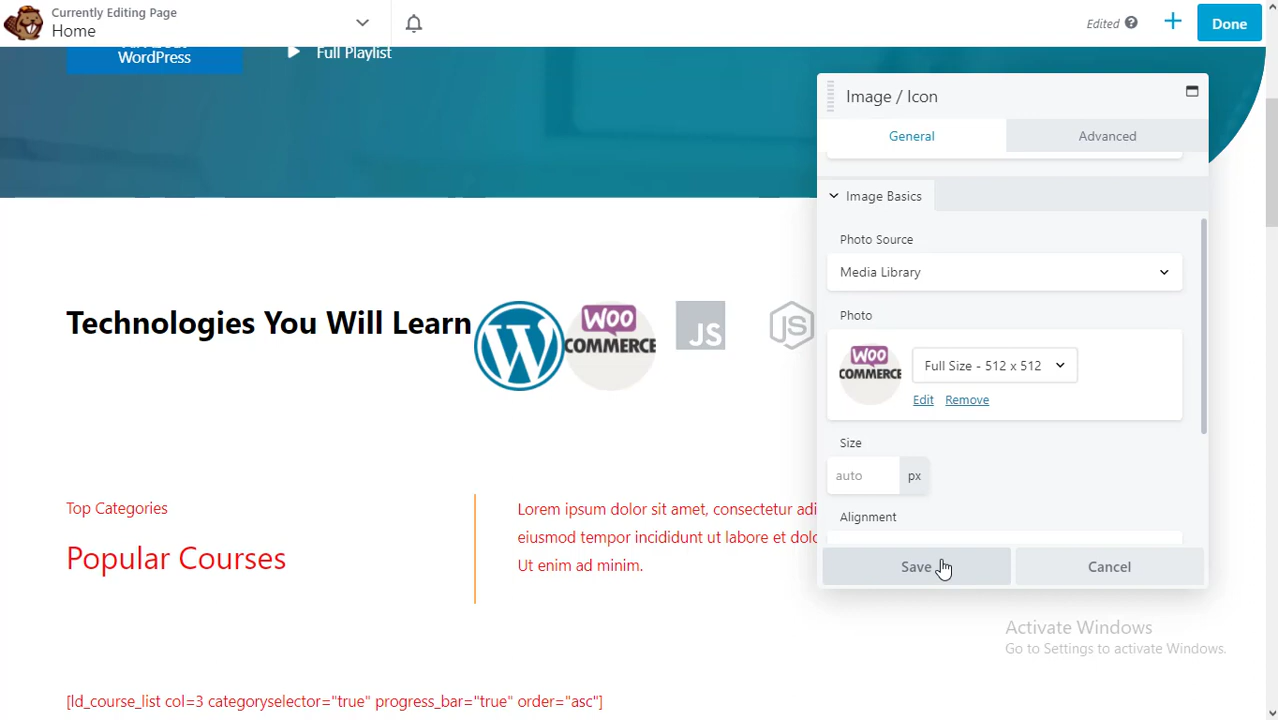 Currently Editing Page
Home
Edited
Done
WordPress
Full Playlist
Image / Icon
General
Advanced
Image Basics
Photo Source
Media Library
Technologies You Will Learn
WOO
COMMERCE
JS
JS
Photo
WOO
COMMERCE
Full Size - 512 x 512
Edit
Remove
Size
auto
px
Alignment
Top Categories
Popular Courses
Lorem ipsum dolor sit amet, consectetur adi
eiusmod tempor incididunt ut labore et dolo
Ut enim ad minim.
Save
Cancel
Activate Windows
Go to Settings to activate Windows.
[ld_course_list col=3 categoryselector="true" progress_bar="true" order="asc"]